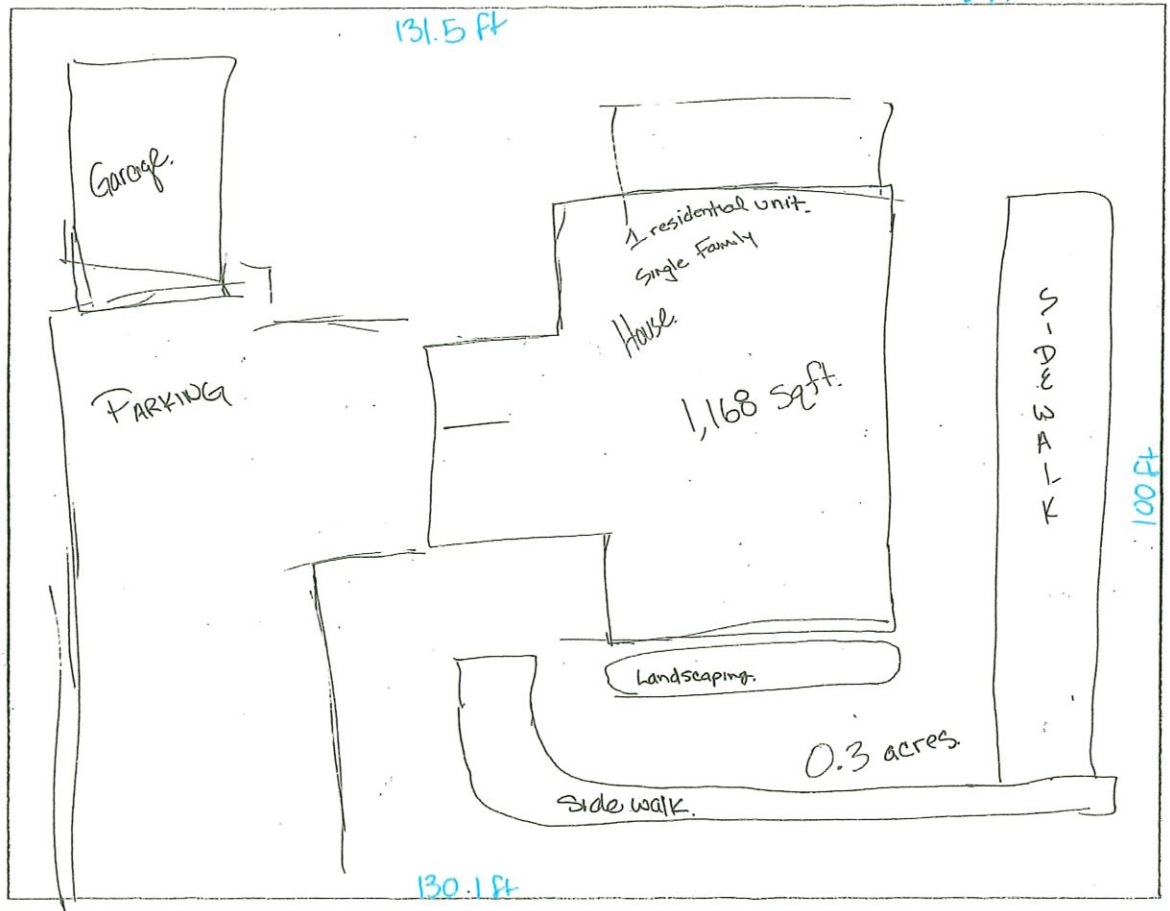 131.5 ft
Garage.
1 residential unit.
Single Family
House.
1,168 sqft.
PARKING
SIDEWALK
100 ft
Landscaping.
0.3 acres.
Side walk.
130.1 ft